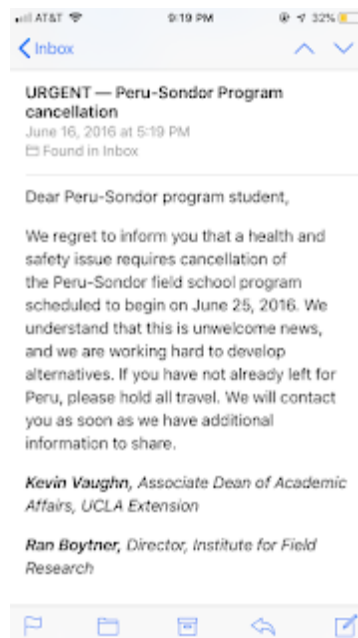 AT&T 9:19 PM 32%
Inbox
URGENT — Peru-Sondor Program
cancellation
June 16, 2016 at 5:19 PM
Found in Inbox
Dear Peru-Sondor program student,
We regret to inform you that a health and
safety issue requires cancellation of
the Peru-Sondor field school program
scheduled to begin on June 25, 2016. We
understand that this is unwelcome news,
and we are working hard to develop
alternatives. If you have not already left for
Peru, please hold all travel. We will contact
you as soon as we have additional
information to share.
Kevin Vaughn, Associate Dean of Academic
Affairs, UCLA Extension
Ran Boytner, Director, Institute for Field
Research